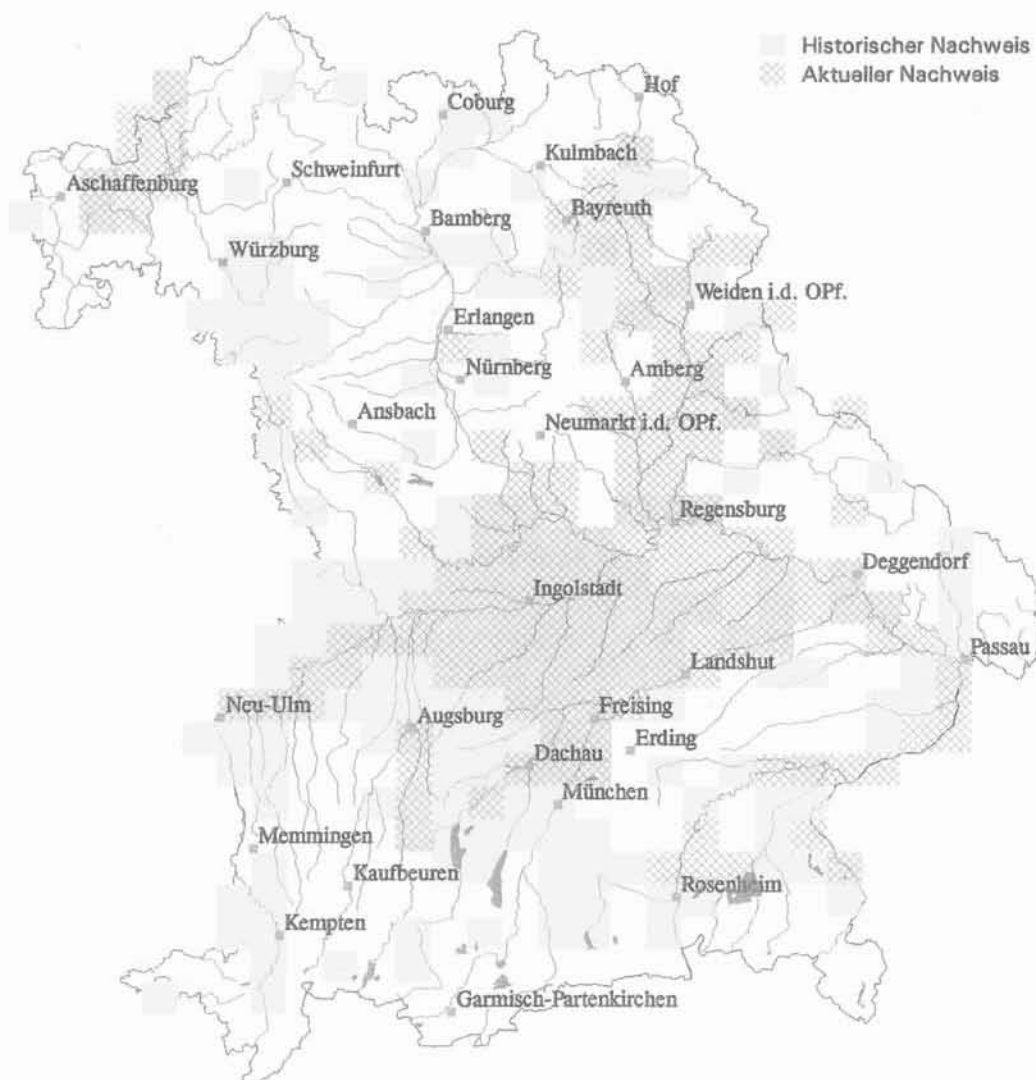 Historischer Nachweis
Aktueller Nachweis
Hof
Coburg
Kulmbach
Schweinfurt
Aschaffenburg
Bayreuth
Bamberg
Würzburg
Weiden i.d. OPf.
Erlangen
Nürnberg
Amberg
Ansbach
Neumarkt i.d. OPf.
Regensburg
Deggendorf
Ingolstadt
Passau
Landshut
Neu-Ulm
Augsburg
Freising
Erding
Dachau
München
Memmingen
Kaufbeuren
Rosenheim
Kempten
Garmisch-Partenkirchen